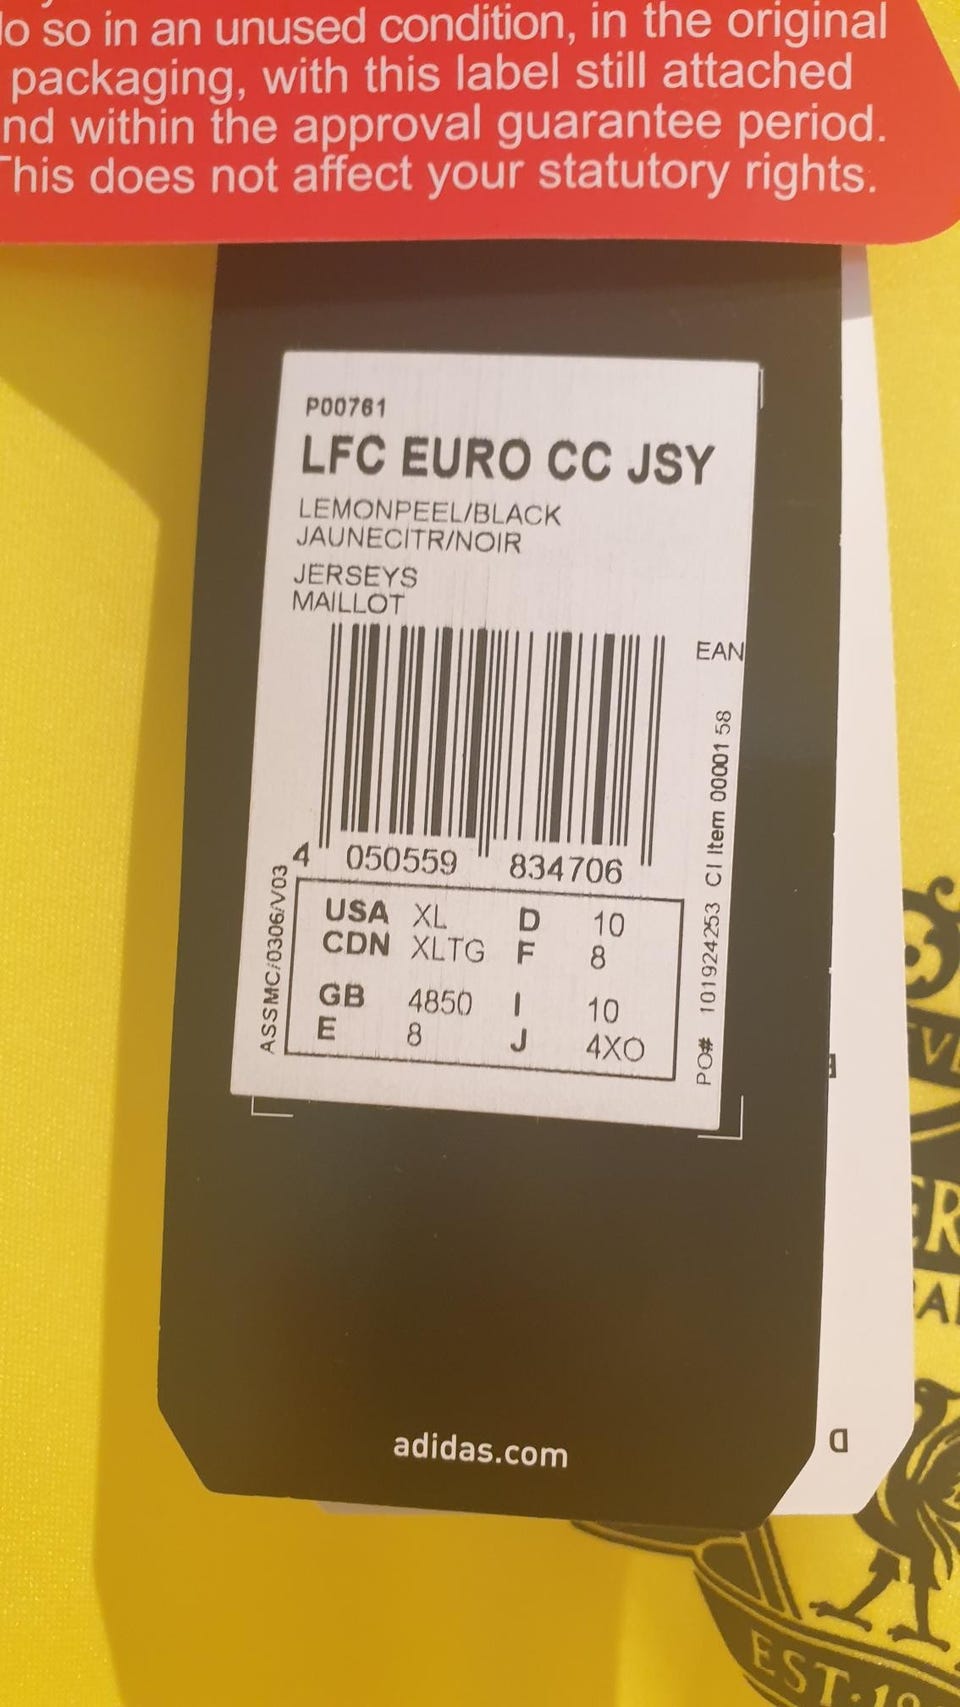 lo so in an unused condition, in the original
packaging, with this label still attached
nd within the approval guarantee period.
This does not affect your statutory rights.
P00761
LFC EURO CC JSY
LEMONPEEL/BLACK
JAUNECITR/NOIR
JERSEYS
MAILLOT
EAN
4 050559 834706
USA XL D 10
CDN XLTG F 8
GB 4850 I 10
E 8 J 4XO
ASSMC/0306/V03
PO# 101924253 CI Item 00001 58
adidas.com
D
EST·